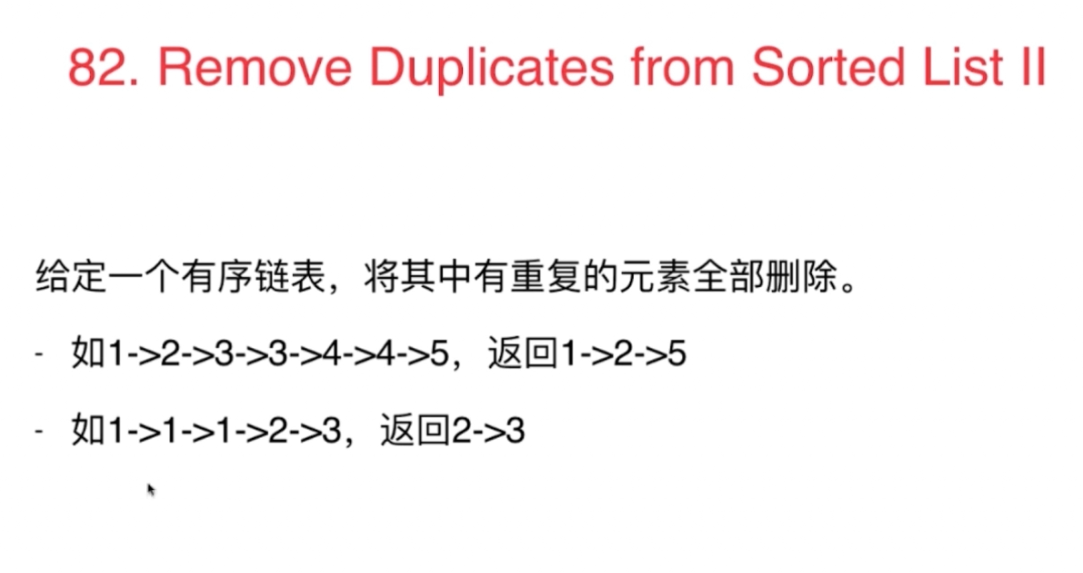 82. Remove Duplicates from Sorted List II
给定一个有序链表，将其中有重复的元素全部删除。
- 如1->2->3->3->4->4->5，返回1->2->5
- 如1->1->1->2->3，返回2->3